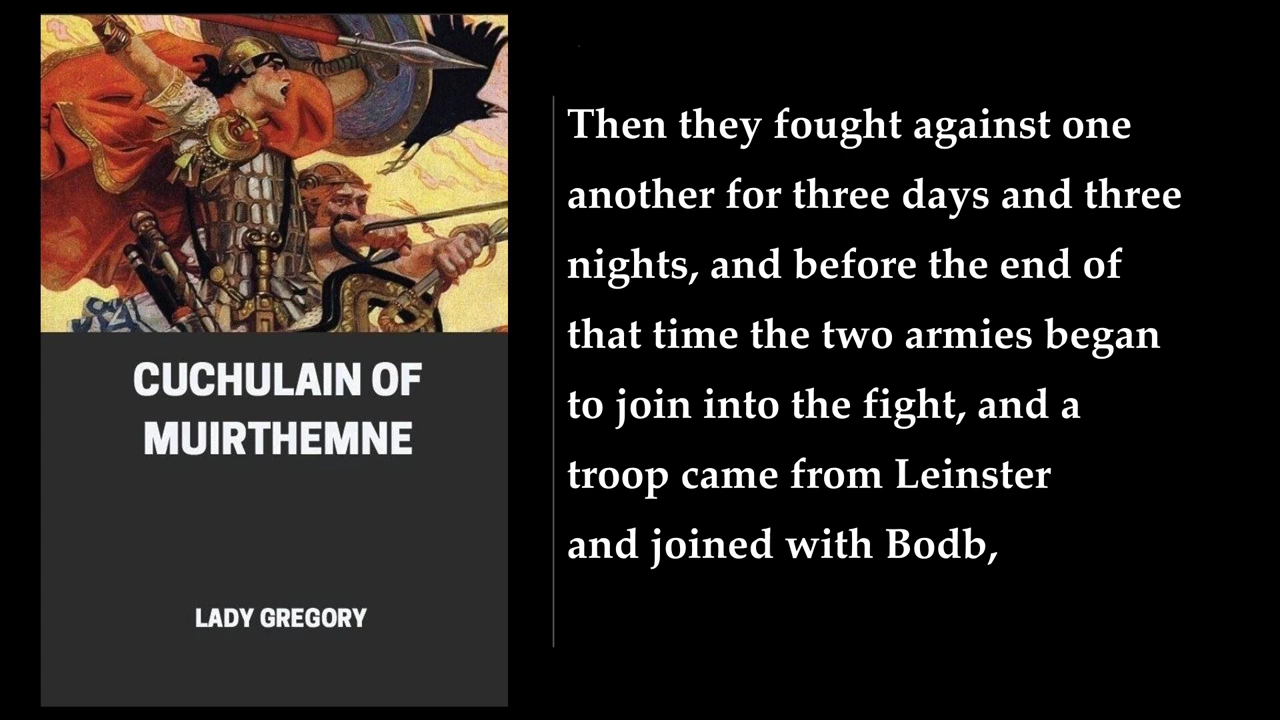 CUCHULAIN OF
MUIRTHEMNE
LADY GREGORY
Then they fought against one
another for three days and three
nights, and before the end of
that time the two armies began
to join into the fight, and a
troop came from Leinster
and joined with Bodb,